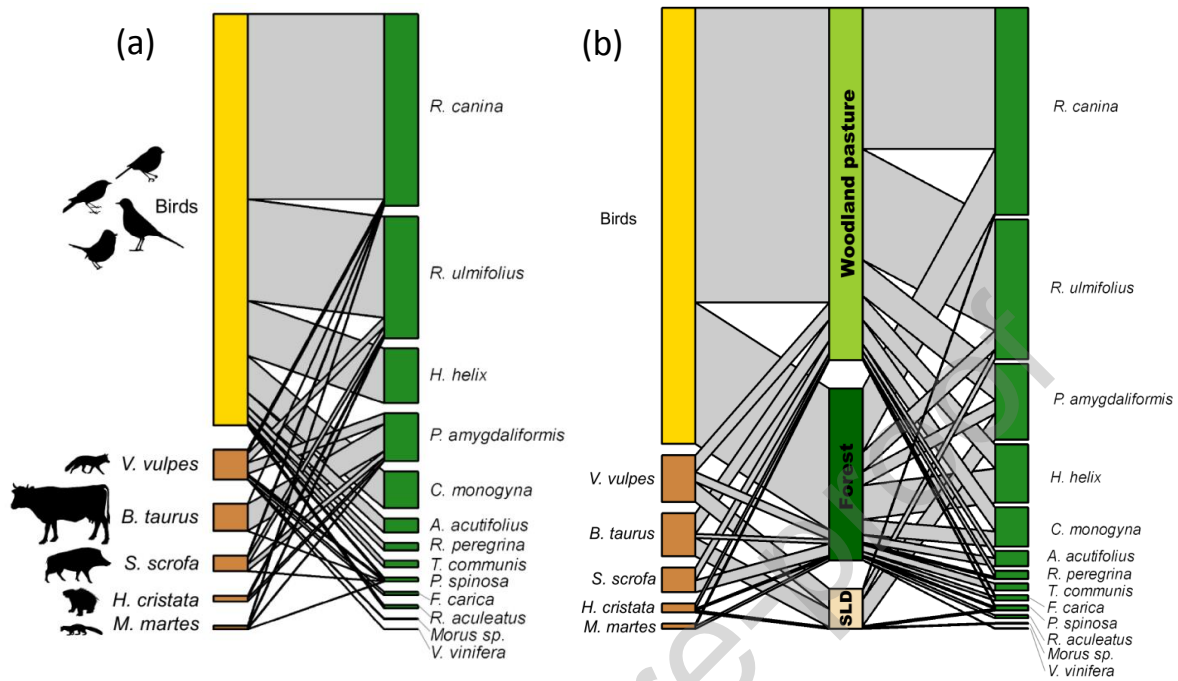 (a)
Birds
V. vulpes
B. taurus
S. scrofa
H. cristata
M. martes
R. canina
R. ulmifolius
H. helix
P. amygdaliformis
C. monogyna
A. acutifolius
R. peregrina
T. communis
P. spinosa
F. carica
R. aculeatus
Morus sp.
V. vinifera
(b)
Birds
V. vulpes
B. taurus
S. scrofa
H. cristata
M. martes
Woodland pasture
Forest
SLD
R. canina
R. ulmifolius
P. amygdaliformis
H. helix
C. monogyna
A. acutifolius
R. peregrina
T. communis
F. carica
P. spinosa
R. aculeatus
Morus sp.
V. vinifera